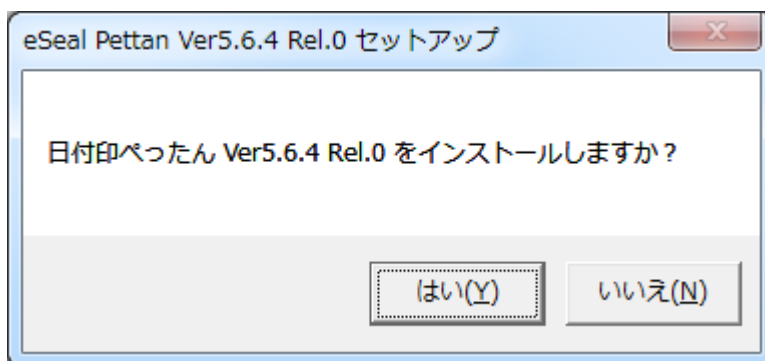 eSeal Pettan Ver5.6.4 Rel.0 セットアップ
日付印ぺったん Ver5.6.4 Rel.0 をインストールしますか？
はい(Y)
いいえ(N)